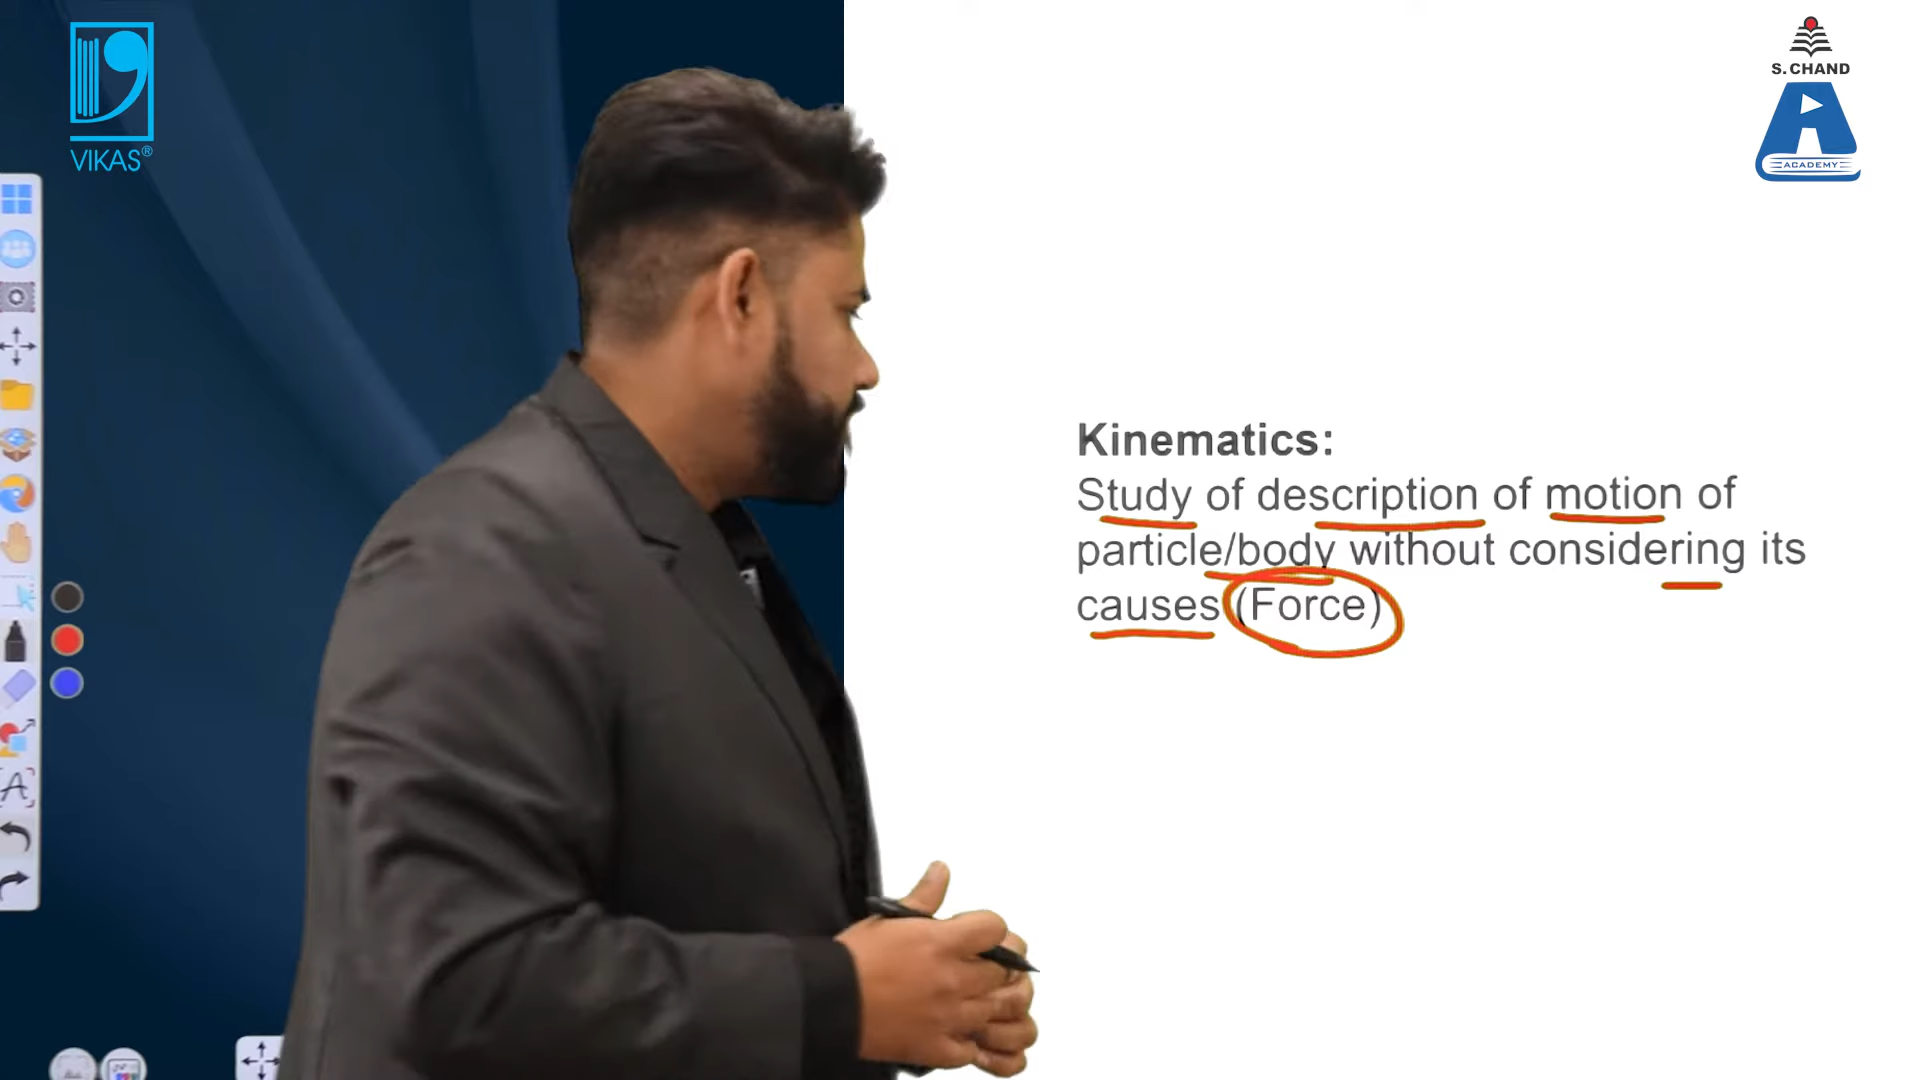 VIKAS®
S. CHAND
ACADEMY
Kinematics:
Study of description of motion of
particle/body without considering its
causes (Force)